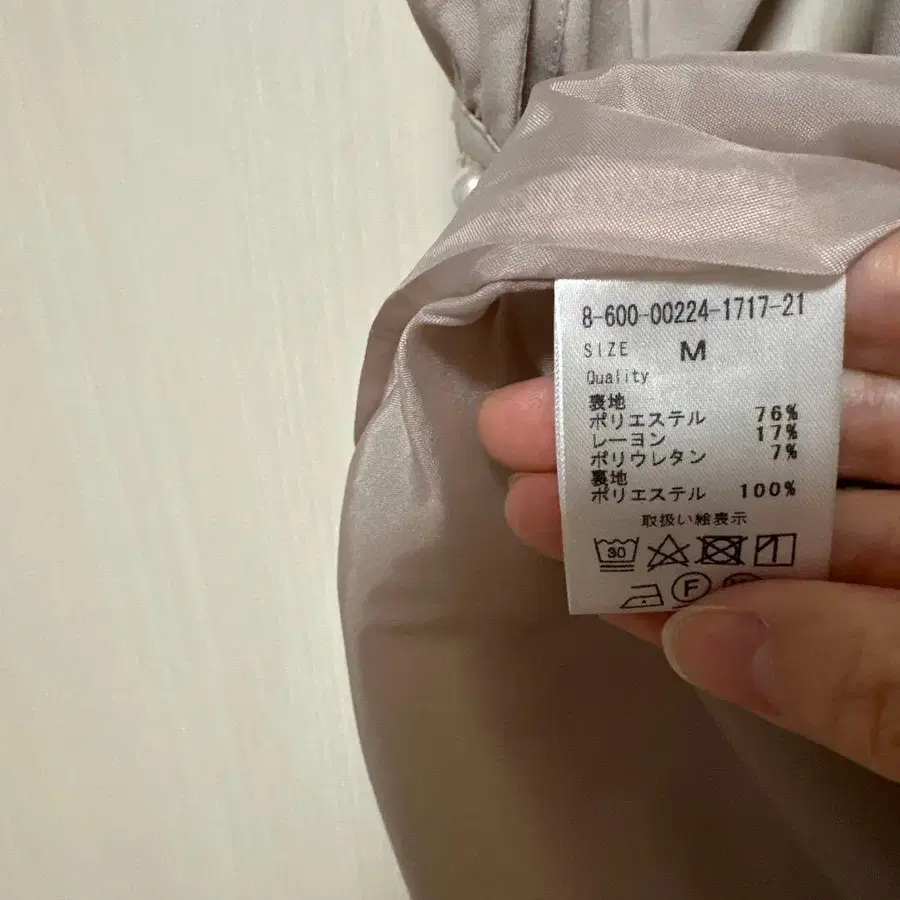 8-600-00224-1717-21
SIZE M
Quality
表地
ポリエステル 76%
レーヨン 17%
ポリウレタン 7%
裏地
ポリエステル 100%
取扱い絵表示
30
F